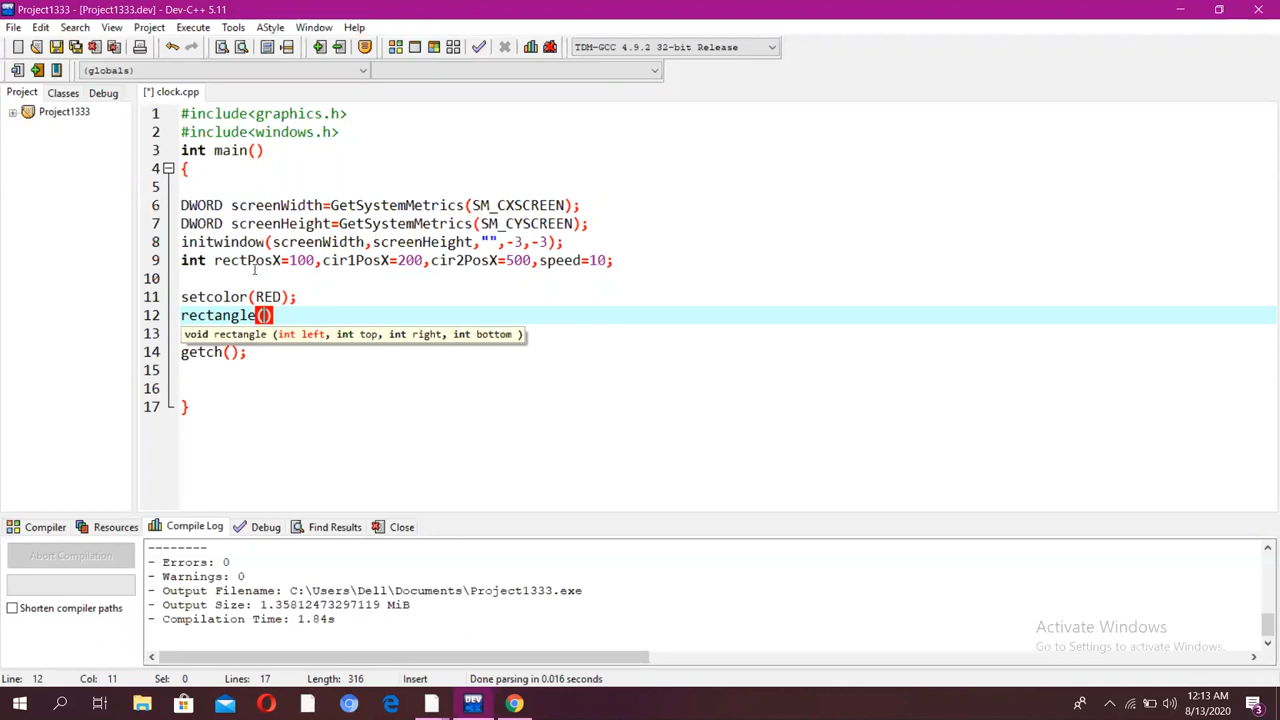 Project1333 - [Project1333.dev] - Dev-C++ 5.11
File Edit Search View Project Execute Tools AStyle Window Help
TDM-GCC 4.9.2 32-bit Release
(globals)
Project Classes Debug [*] clock.cpp
Project1333
1 #include<graphics.h>
2 #include<windows.h>
3 int main()
4 {
5
6 DWORD screenWidth=GetSystemMetrics(SM_CXSCREEN);
7 DWORD screenHeight=GetSystemMetrics(SM_CYSCREEN);
8 initwindow(screenWidth,screenHeight,"",-3,-3);
9 int rectPosX=100,cir1PosX=200,cir2PosX=500,speed=10;
10
11 setcolor(RED);
12 rectangle()
13 void rectangle (int left, int top, int right, int bottom )
14 getch();
15
16
17 }
Compiler Resources Compile Log Debug Find Results Close
Abort Compilation
Shorten compiler paths
--------
- Errors: 0
- Warnings: 0
- Output Filename: C:\Users\Dell\Documents\Project1333.exe
- Output Size: 1.35812473297119 MiB
- Compilation Time: 1.84s
Activate Windows
Go to Settings to activate Windows.
Line: 12 Col: 11 Sel: 0 Lines: 17 Length: 316 Insert Done parsing in 0.016 seconds
DEV
12:13 AM
8/13/2020
3